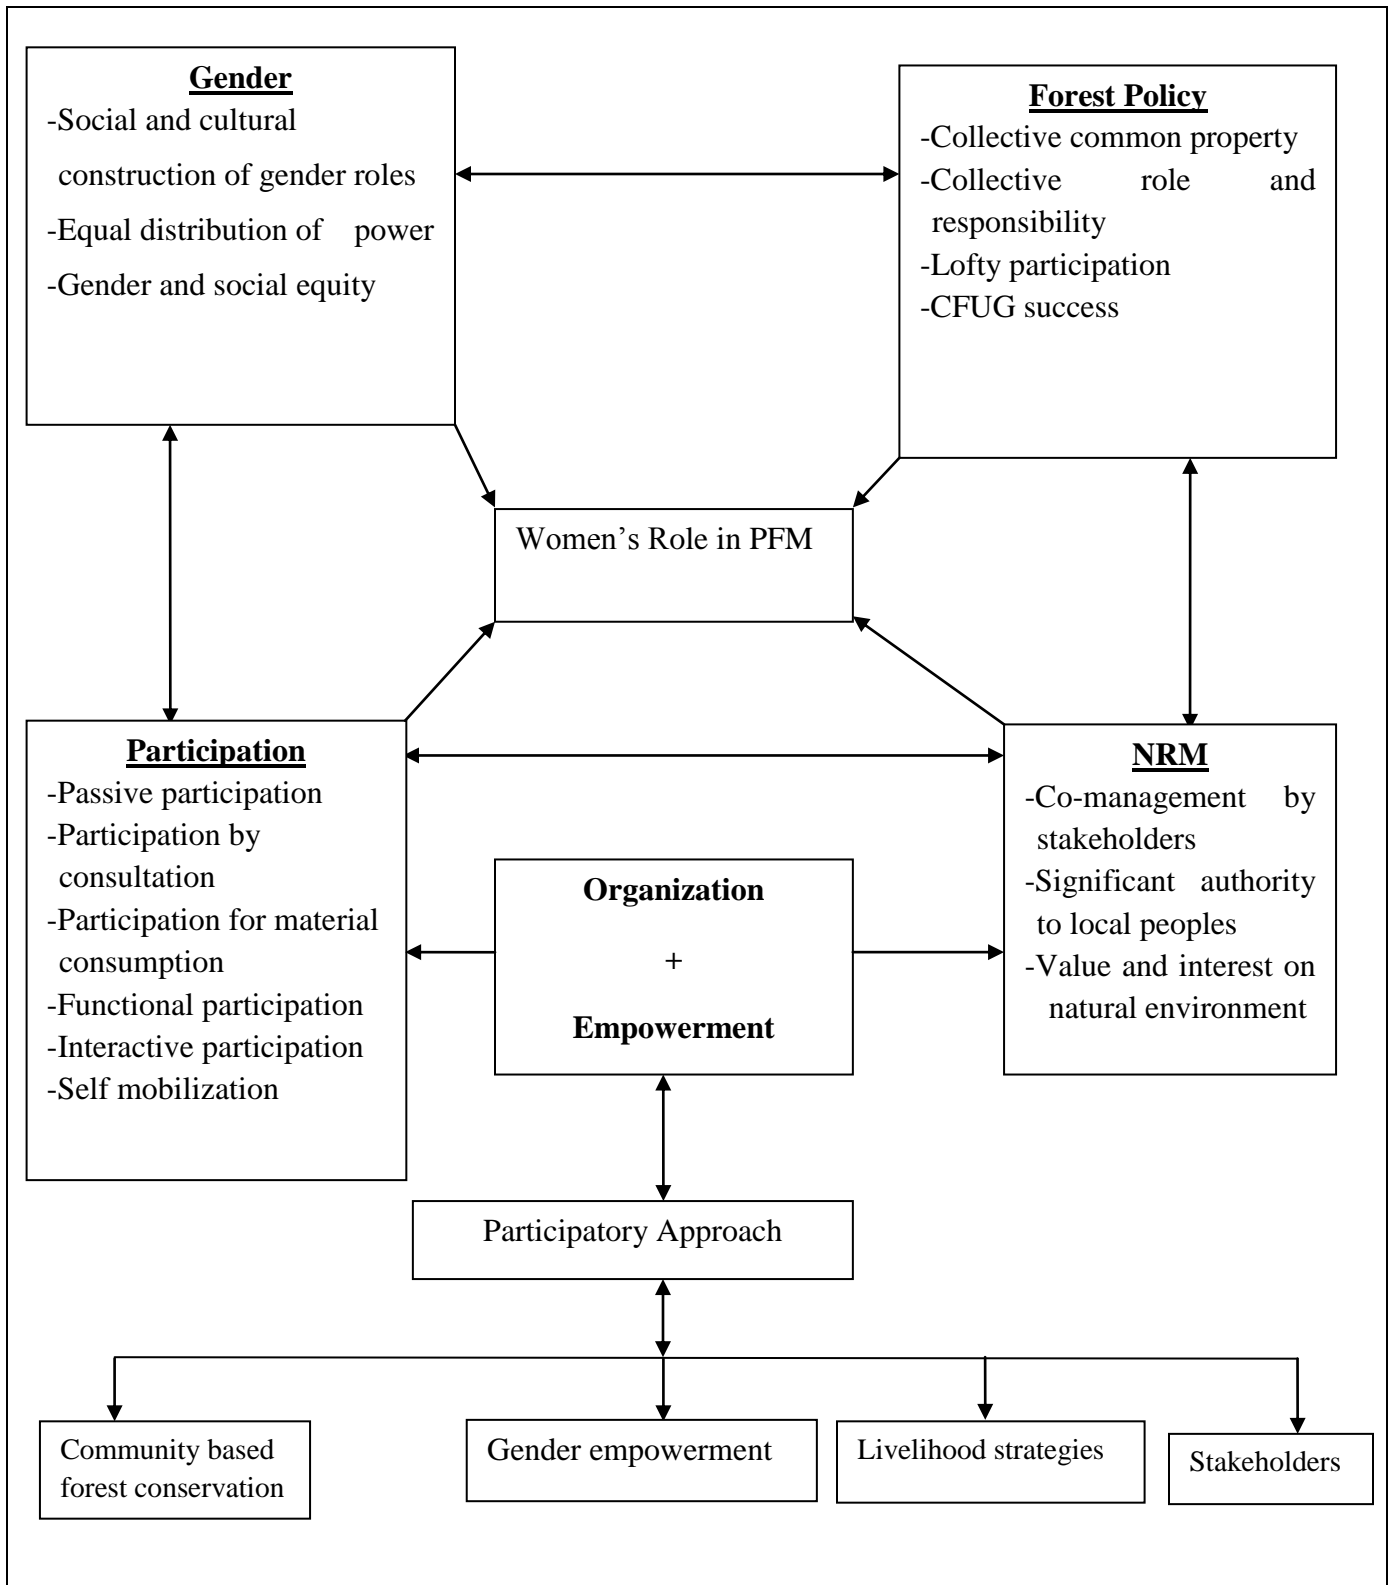 Gender
-Social and cultural
construction of gender roles
-Equal distribution of power
-Gender and social equity
Forest Policy
-Collective common property
-Collective role and
responsibility
-Lofty participation
-CFUG success
Women’s Role in PFM
Participation
-Passive participation
-Participation by
consultation
-Participation for material
consumption
-Functional participation
-Interactive participation
-Self mobilization
Organization
+
Empowerment
NRM
-Co-management by
stakeholders
-Significant authority
to local peoples
-Value and interest on
natural environment
Participatory Approach
Community based
forest conservation
Gender empowerment
Livelihood strategies
Stakeholders